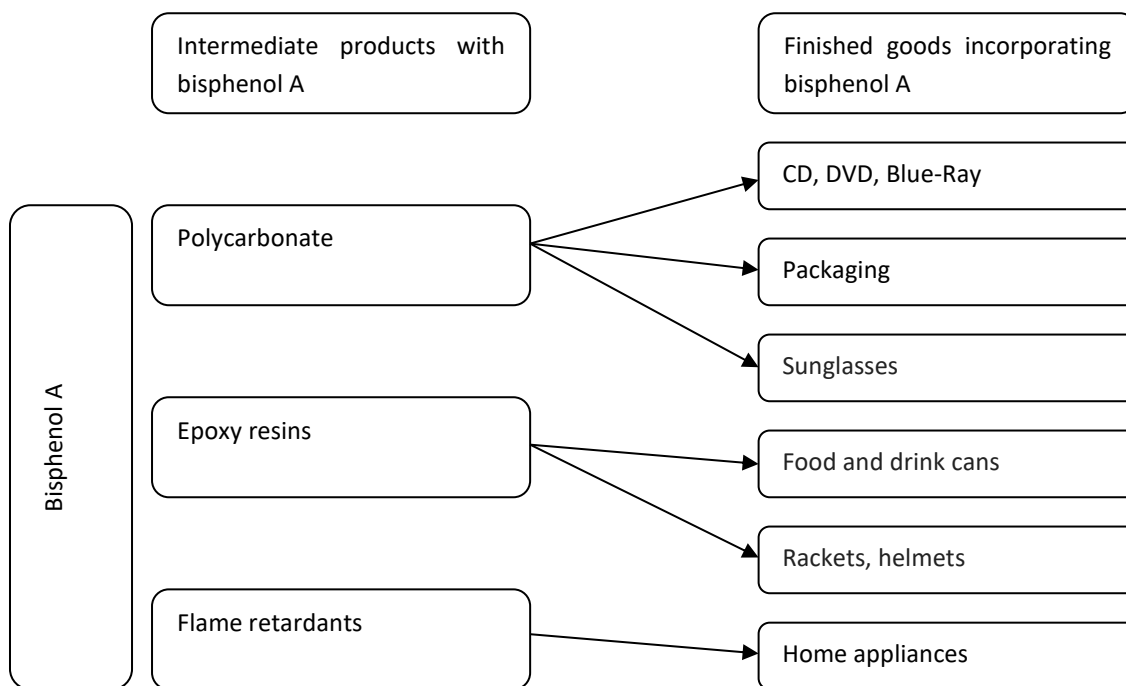 Intermediate products with
bisphenol A
Finished goods incorporating
bisphenol A
Bisphenol A
Polycarbonate
CD, DVD, Blue-Ray
Packaging
Sunglasses
Epoxy resins
Food and drink cans
Rackets, helmets
Flame retardants
Home appliances